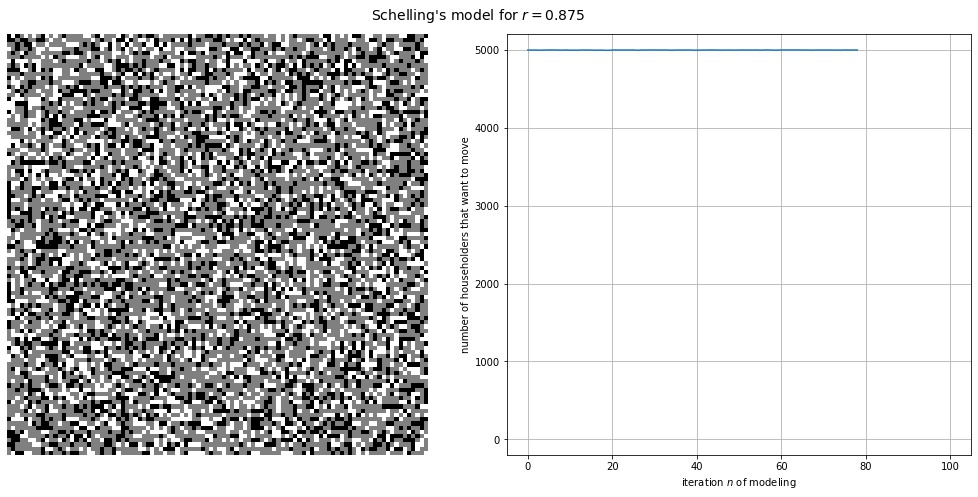 Schelling's model for r = 0.875
number of householders that want to move
5000
4000
3000
2000
1000
0
0 20 40 60 80 100
iteration n of modeling